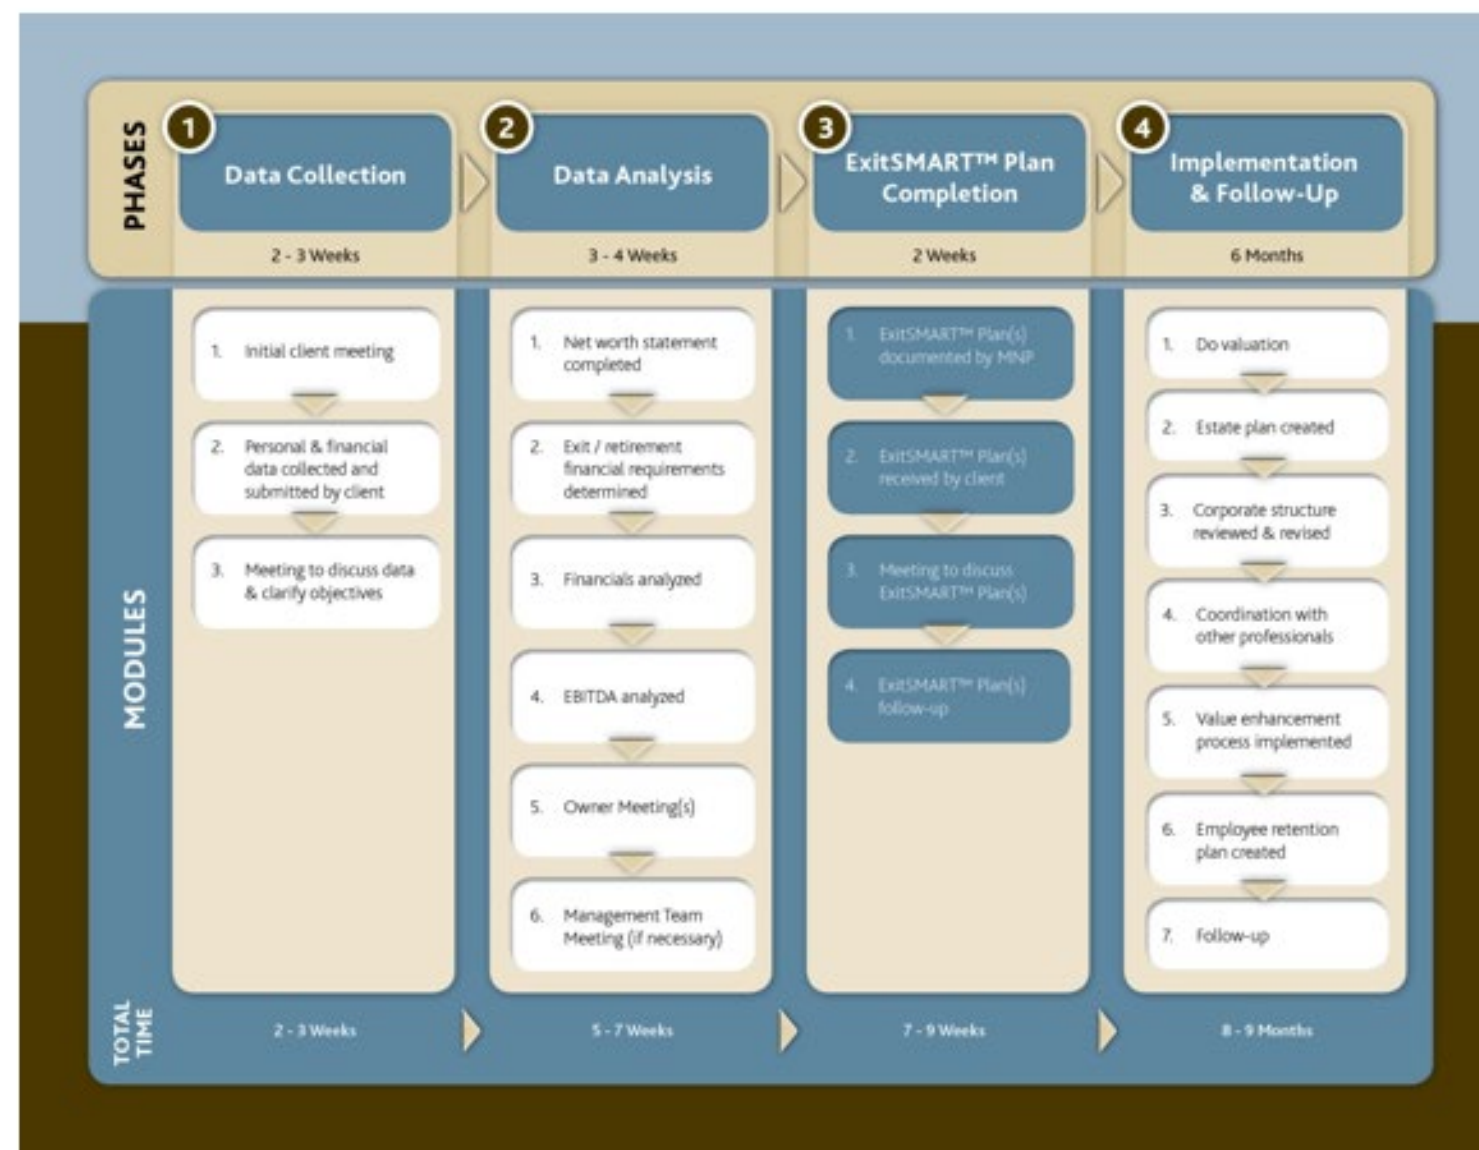 PHASES
1
Data Collection
2 - 3 Weeks
2
Data Analysis
3 - 4 Weeks
3
ExitSMART™ Plan
Completion
2 Weeks
4
Implementation
& Follow-Up
6 Months
MODULES
1. Initial client meeting
2. Personal & financial
data collected and
submitted by client
3. Meeting to discuss data
& clarify objectives
1. Net worth statement
completed
2. Exit / retirement
financial requirements
determined
3. Financials analyzed
4. EBITDA analyzed
5. Owner Meeting(s)
6. Management Team
Meeting (if necessary)
1. ExitSMART™ Plan(s)
documented by MNP
2. ExitSMART™ Plan(s)
received by client
3. Meeting to discuss
ExitSMART™ Plan(s)
4. ExitSMART™ Plan(s)
follow-up
1. Do valuation
2. Estate plan created
3. Corporate structure
reviewed & revised
4. Coordination with
other professionals
5. Value enhancement
process implemented
6. Employee retention
plan created
7. Follow-up
TOTAL
TIME
2 - 3 Weeks
5 - 7 Weeks
7 - 9 Weeks
8 - 9 Months